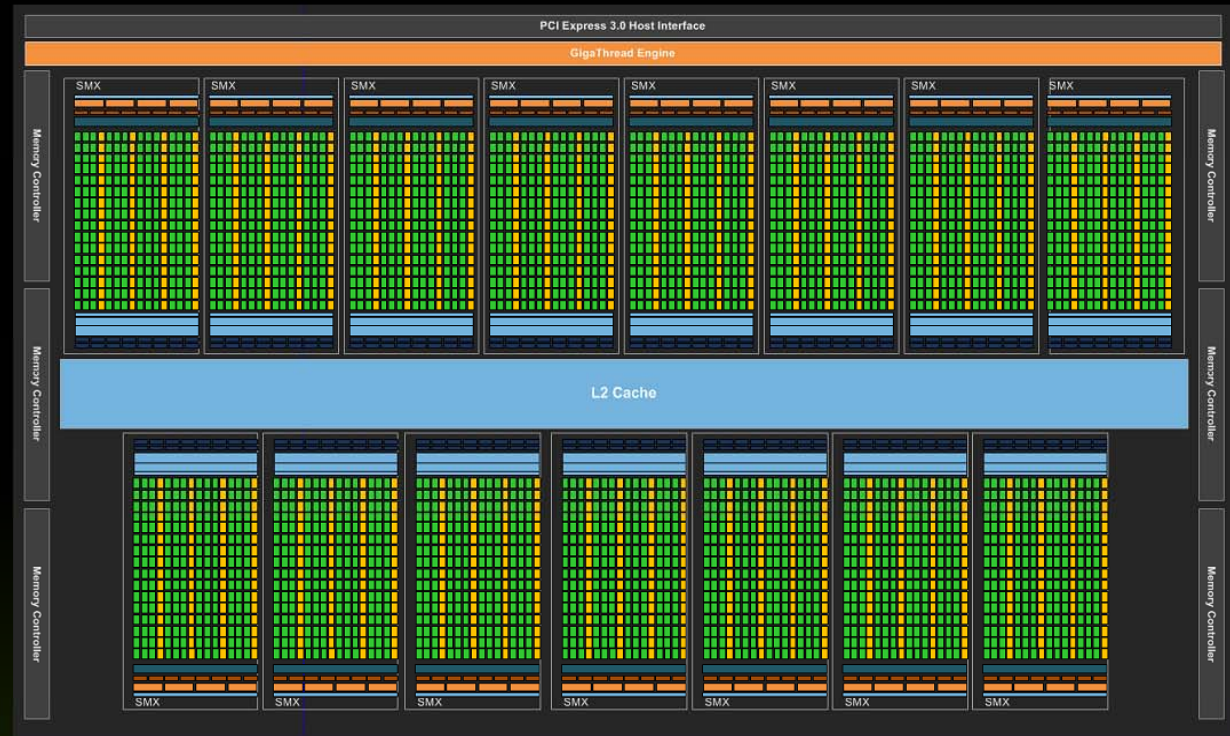 PCI Express 3.0 Host Interface
GigaThread Engine
SMX SMX SMX SMX SMX SMX SMX SMX
Memory Controller
Memory Controller
Memory Controller
Memory Controller
Memory Controller
Memory Controller
L2 Cache
SMX SMX SMX SMX SMX SMX SMX